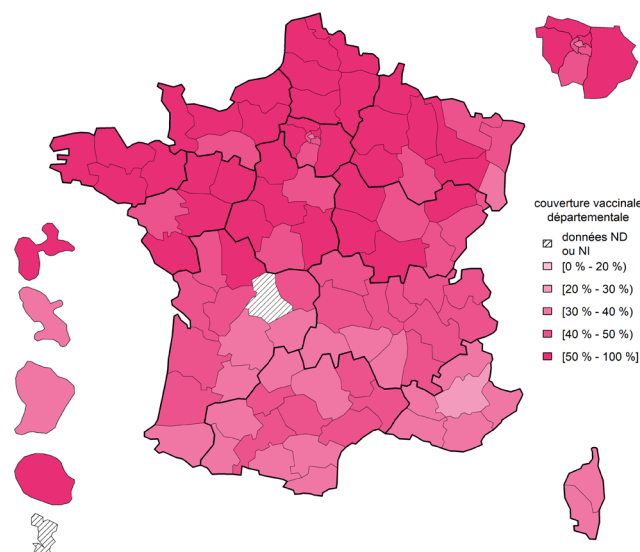 couverture vaccinale
départementale
données ND
ou NI
[0 % - 20 %)
[20 % - 30 %)
[30 % - 40 %)
[40 % - 50 %)
[50 % - 100 %]